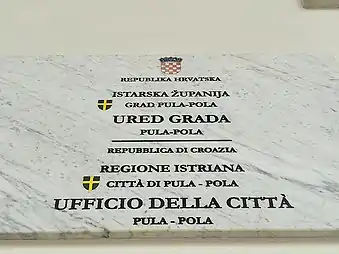 REPUBLIKA HRVATSKA
ISTARSKA ŽUPANIJA
GRAD PULA-POLA
URED GRADA
PULA-POLA
REPUBBLICA DI CROAZIA
REGIONE ISTRIANA
CITTÀ DI PULA - POLA
UFFICIO DELLA CITTÀ
PULA - POLA